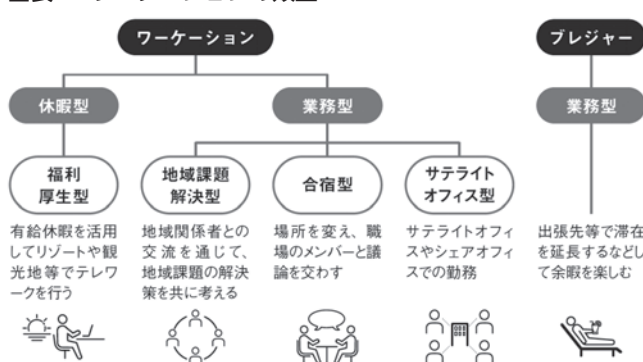 ワーケーション
ブレジャー
休暇型
業務型
業務型
福利
厚生型
地域課題
解決型
合宿型
サテライト
オフィス型
有給休暇を活用
してリゾートや観
光地等でテレワ
ークを行う
地域関係者との
交流を通じて、
地域課題の解決
策を共に考える
場所を変え、職
場のメンバーと議
論を交わす
サテライトオフィ
スやシェアオフィ
スでの勤務
出張先等で滞在
を延長するなどし
て余暇を楽しむ